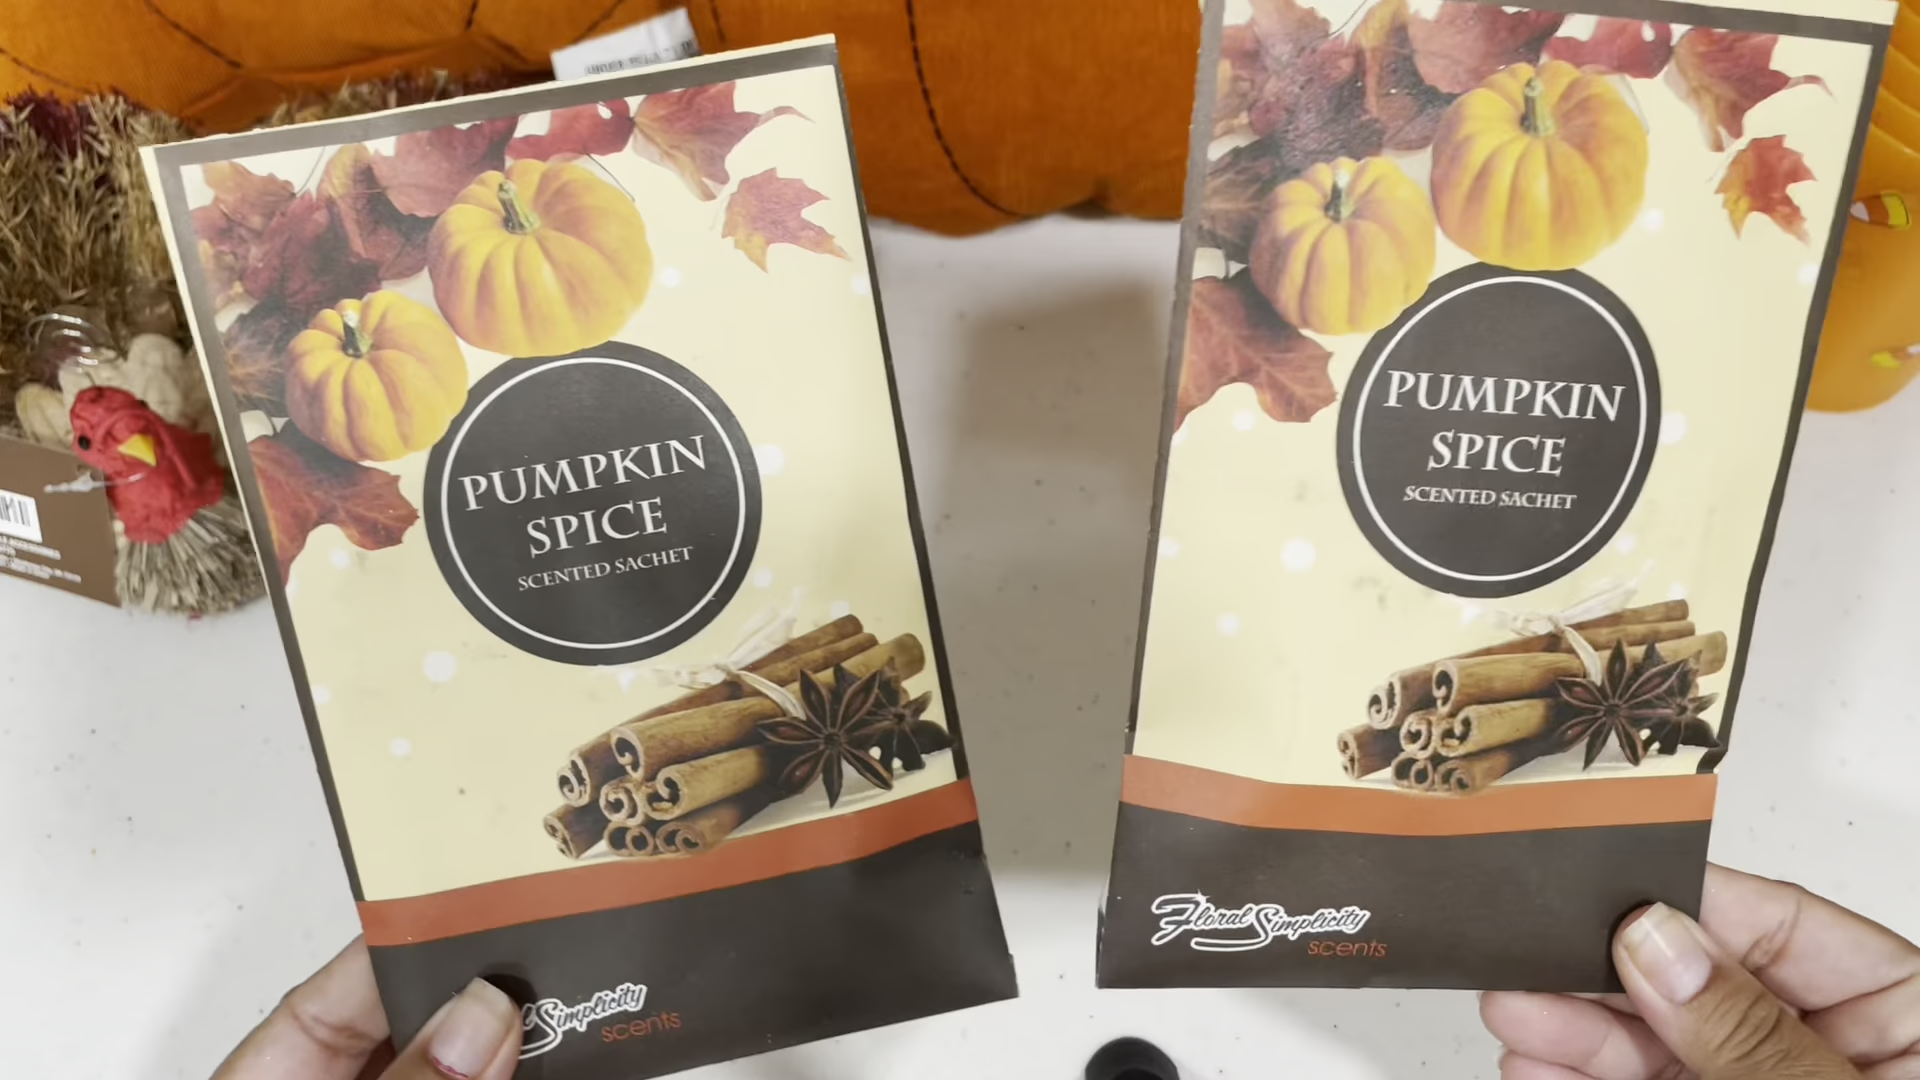 PUMPKIN
SPICE
SCENTED SACHET
Simplicity
scents
PUMPKIN
SPICE
SCENTED SACHET
Floral Simplicity
scents